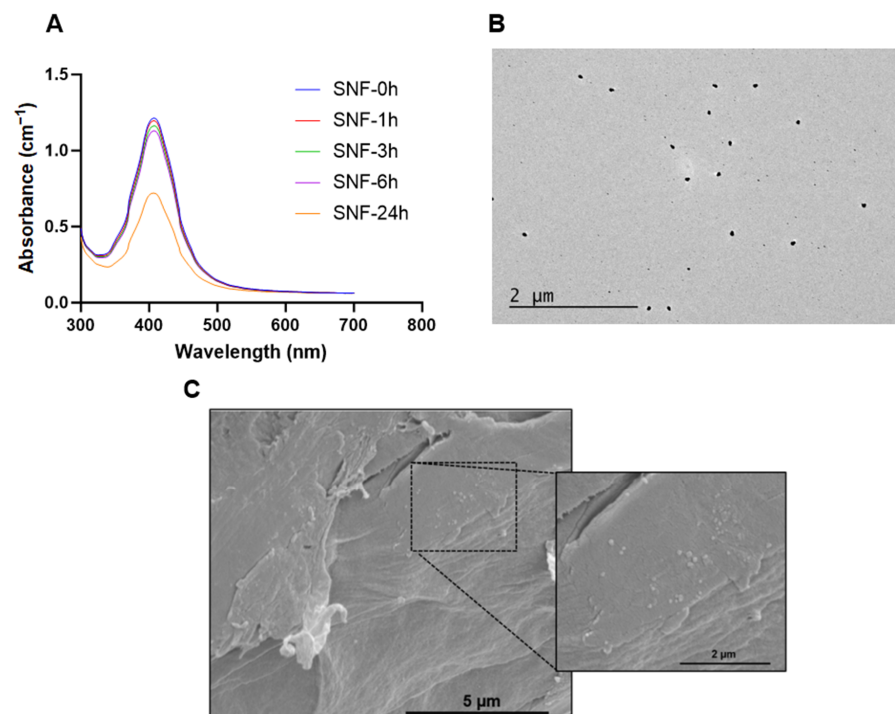 A
B
1.5
1.0
0.5
0.0
Absorbance (cm⁻¹)
300
400
500
600
700
800
Wavelength (nm)
SNF-0h
SNF-1h
SNF-3h
SNF-6h
SNF-24h
2 µm
C
5 µm
2 µm